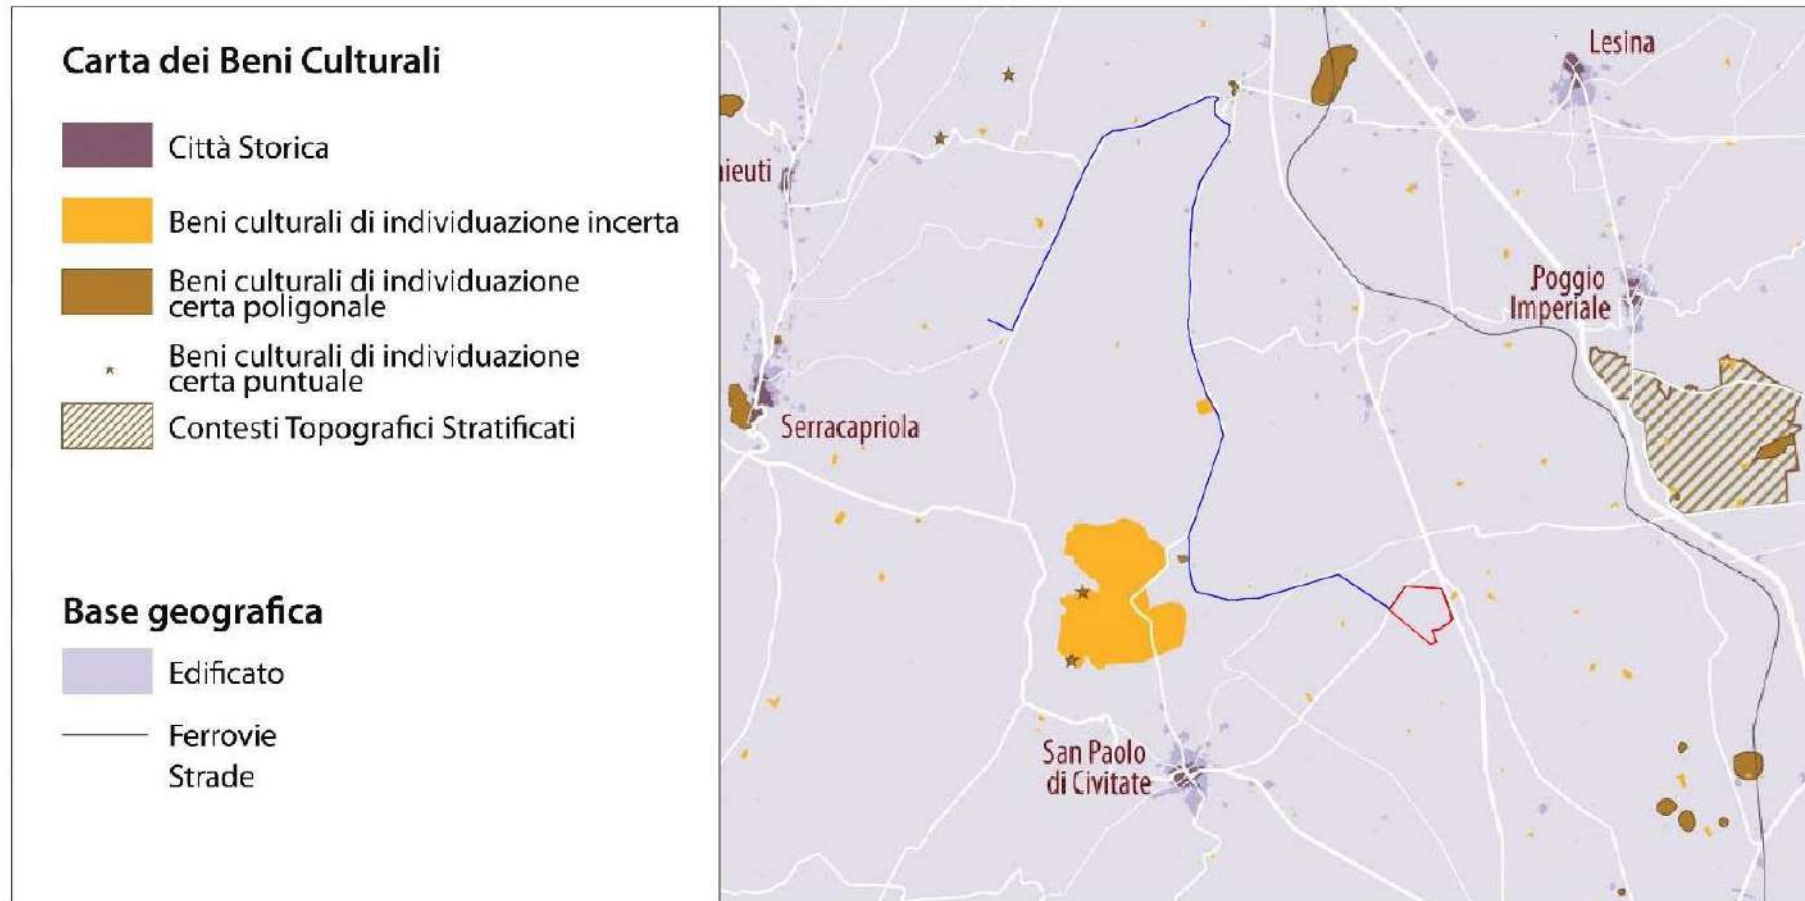 Carta dei Beni Culturali
Città Storica
Beni culturali di individuazione incerta
Beni culturali di individuazione
certa poligonale
Beni culturali di individuazione
certa puntuale
Contesti Topografici Stratificati
Base geografica
Edificato
Ferrovie
Strade
Lesina
ieuti
Poggio
Imperiale
Serracapriola
San Paolo
di Civitate